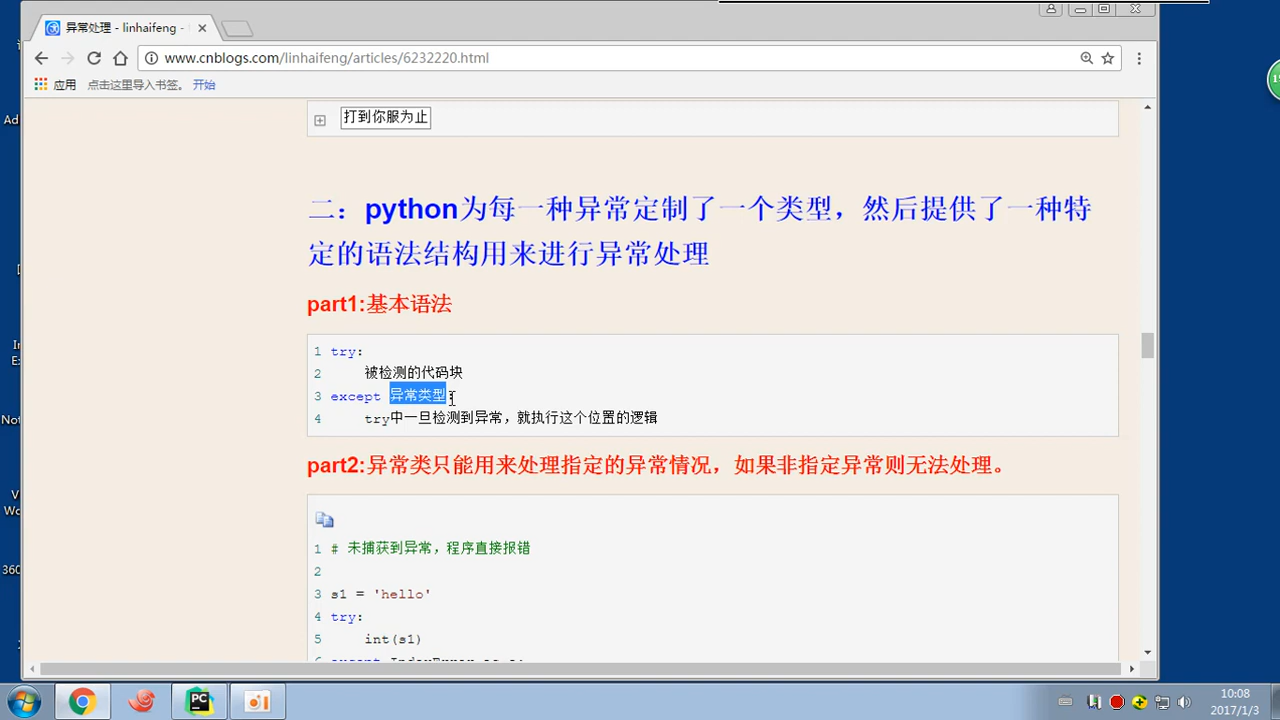 异常处理 - linhaifeng -
www.cnblogs.com/linhaifeng/articles/6232220.html
应用 点击这里导入书签。 开始
打到你服为止
二：python为每一种异常定制了一个类型，然后提供了一种特
定的语法结构用来进行异常处理
part1:基本语法
1 try:
2 被检测的代码块
3 except 异常类型:
4 try中一旦检测到异常，就执行这个位置的逻辑
part2:异常类只能用来处理指定的异常情况，如果非指定异常则无法处理。
1 # 未捕获到异常，程序直接报错
2
3 s1 = 'hello'
4 try:
5 int(s1)
6 except IndexError as e:
10:08
2017/1/3